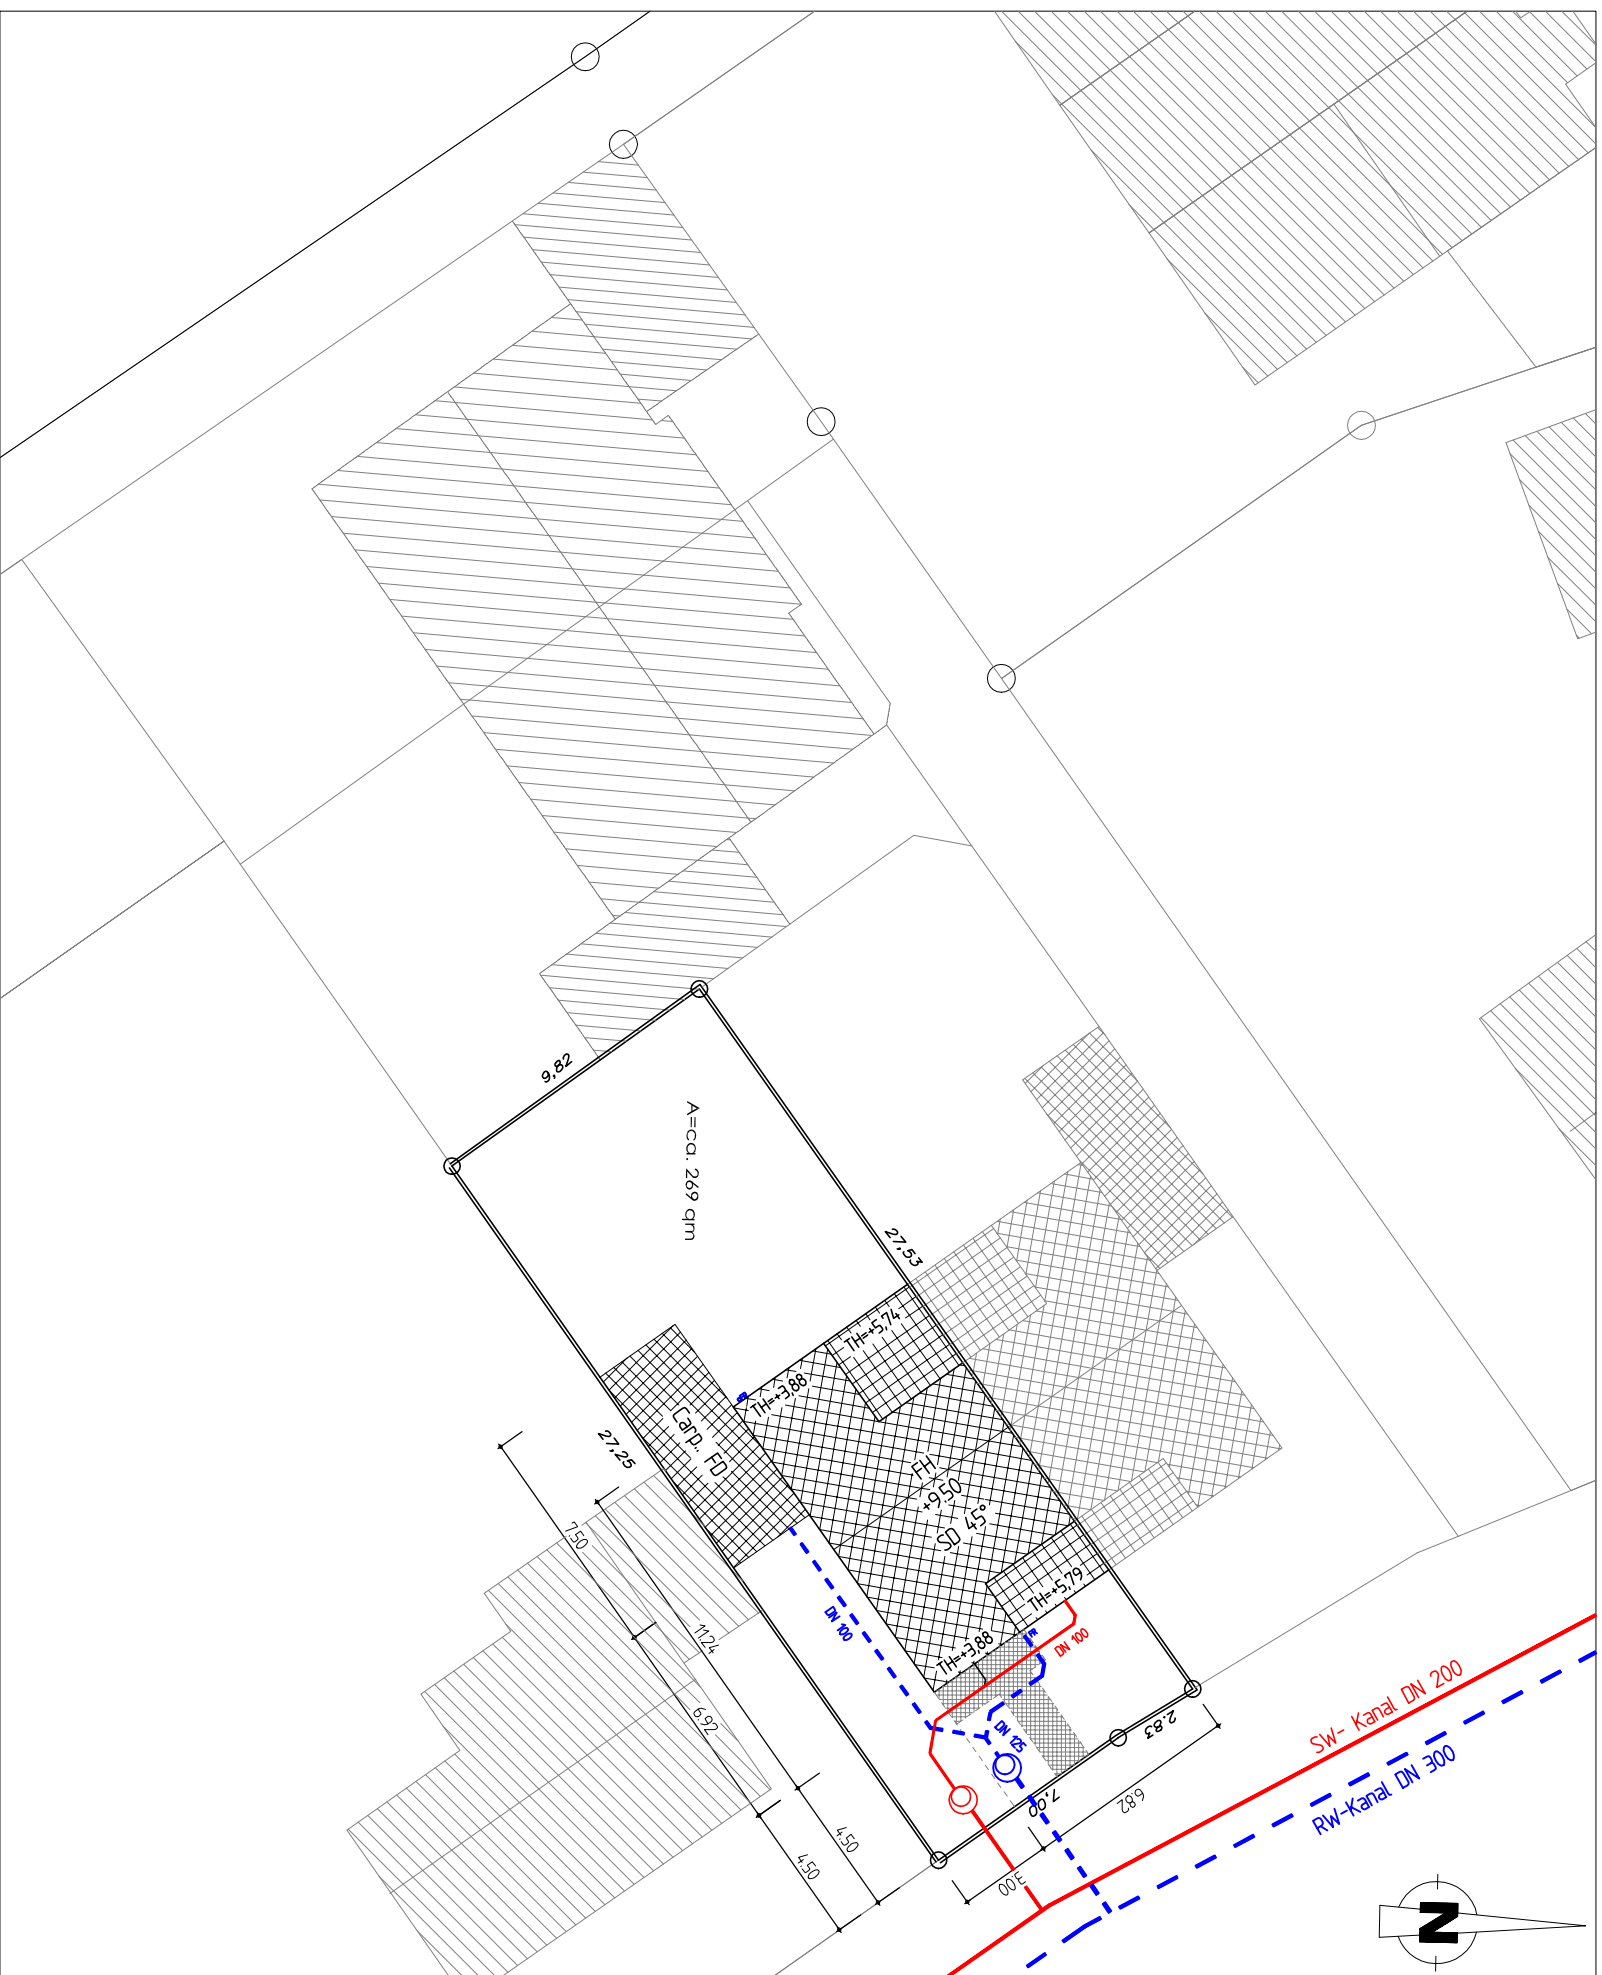 9,82
A=ca. 269 qm
27,53
TH=+5,74
TH=+3,88
Carp. FD
27,25
FH
+9,50
SD 45°
7.50
11.24
DN 100
TH=+5,79
FR
TH=+3,88
DN 100
6.92
DN 125
2.83
SW- Kanal DN 200
RW-Kanal DN 300
7,00
6.82
4.50
4.50
3.00
N